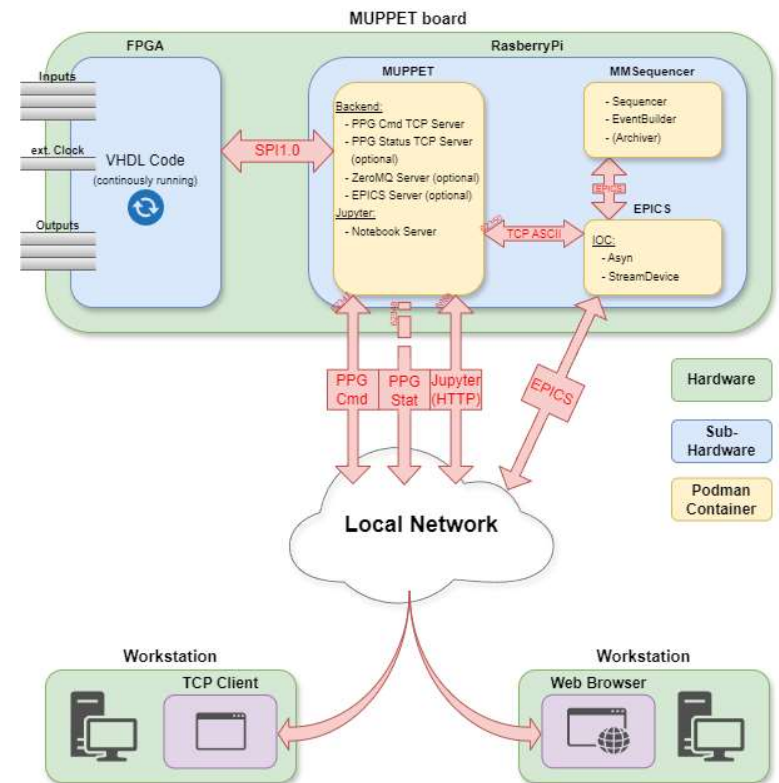 MUPPET board
FPGA
RasberryPi
Inputs
ext. Clock
Outputs
VHDL Code
(continously running)
SPI1.0
MUPPET
Backend:
- PPG Cmd TCP Server
- PPG Status TCP Server
(optional)
- ZeroMQ Server (optional)
- EPICS Server (optional)
Jupyter:
- Notebook Server
MMSequencer
- Sequencer
- EventBuilder
- (Archiver)
EPICS
EPICS
TCP ASCII
IOC:
- Asyn
- StreamDevice
PPG
Cmd
PPG
Stat
Jupyter
(HTTP)
EPICS
Hardware
Sub-
Hardware
Podman
Container
Local Network
Workstation
TCP Client
Workstation
Web Browser